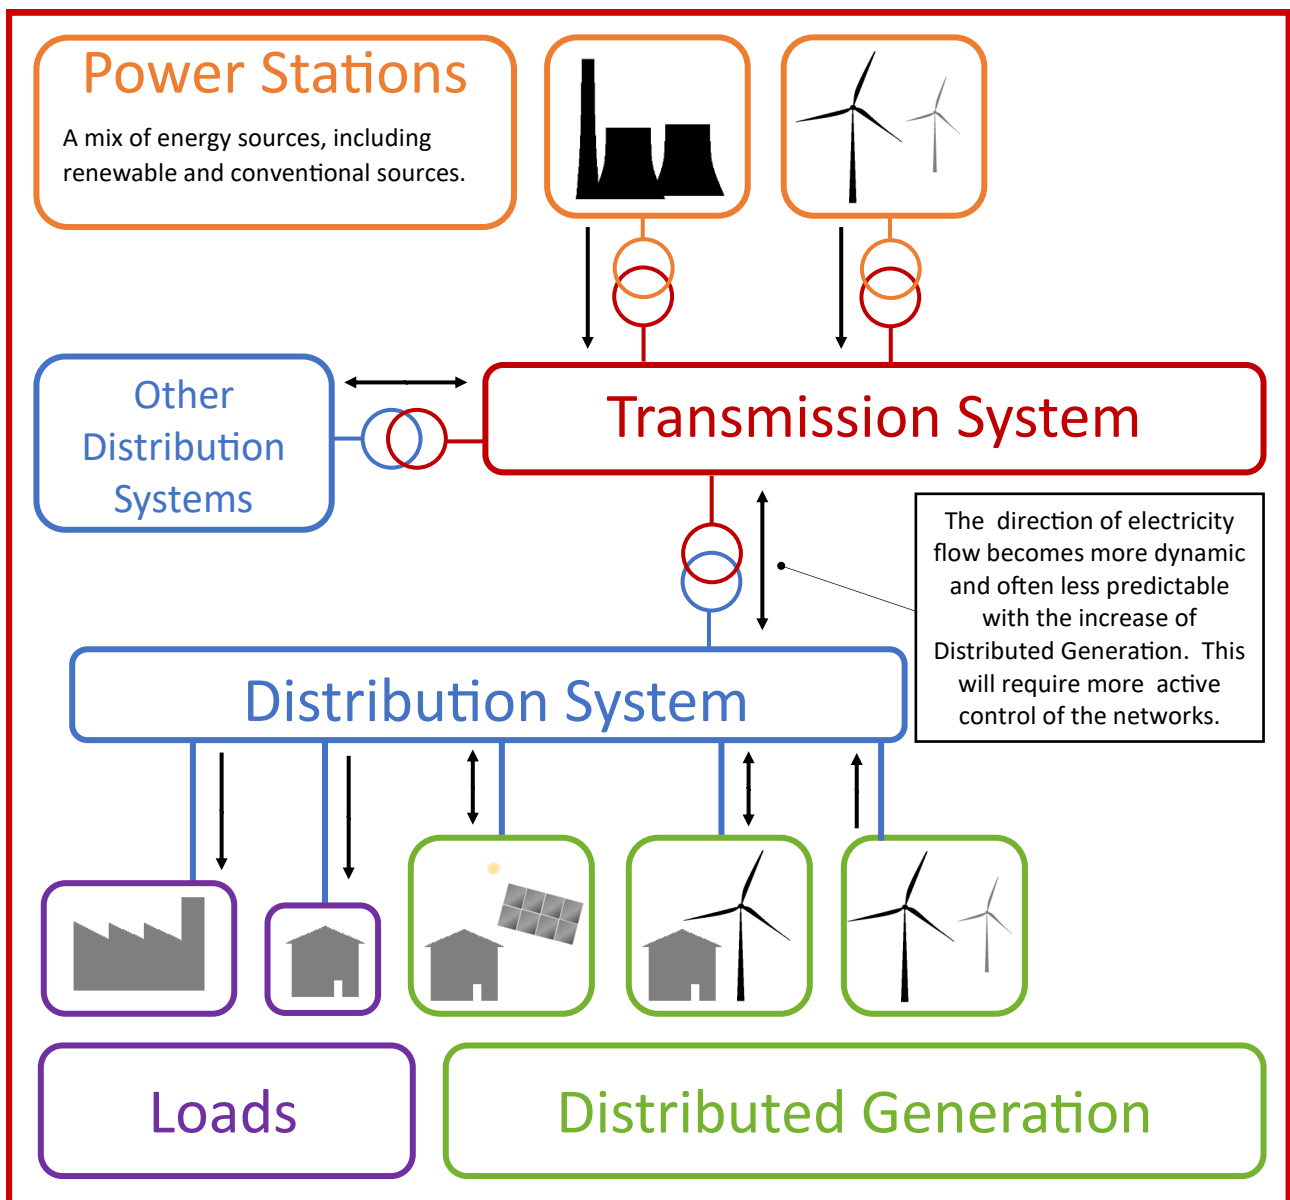 Power Stations
A mix of energy sources, including
renewable and conventional sources.
Other
Distribution
Systems
Transmission System
The  direction of electricity
flow becomes more dynamic
and often less predictable
with the increase of
Distributed Generation.  This
will require more  active
control of the networks.
Distribution System
Loads
Distributed Generation